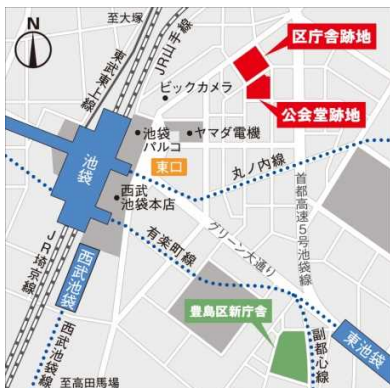 至大塚
N
JR山手線
東武東上線
区庁舎跡地
ビックカメラ
公会堂跡地
池袋
パルコ
ヤマダ電機
東口
丸ノ内線
池袋
西武
池袋本店
首都高速5号池袋線
グリーン大通り
有楽町線
JR埼京線
西武池袋
豊島区新庁舎
東池袋
副都心線
西武池袋線
至高田馬場